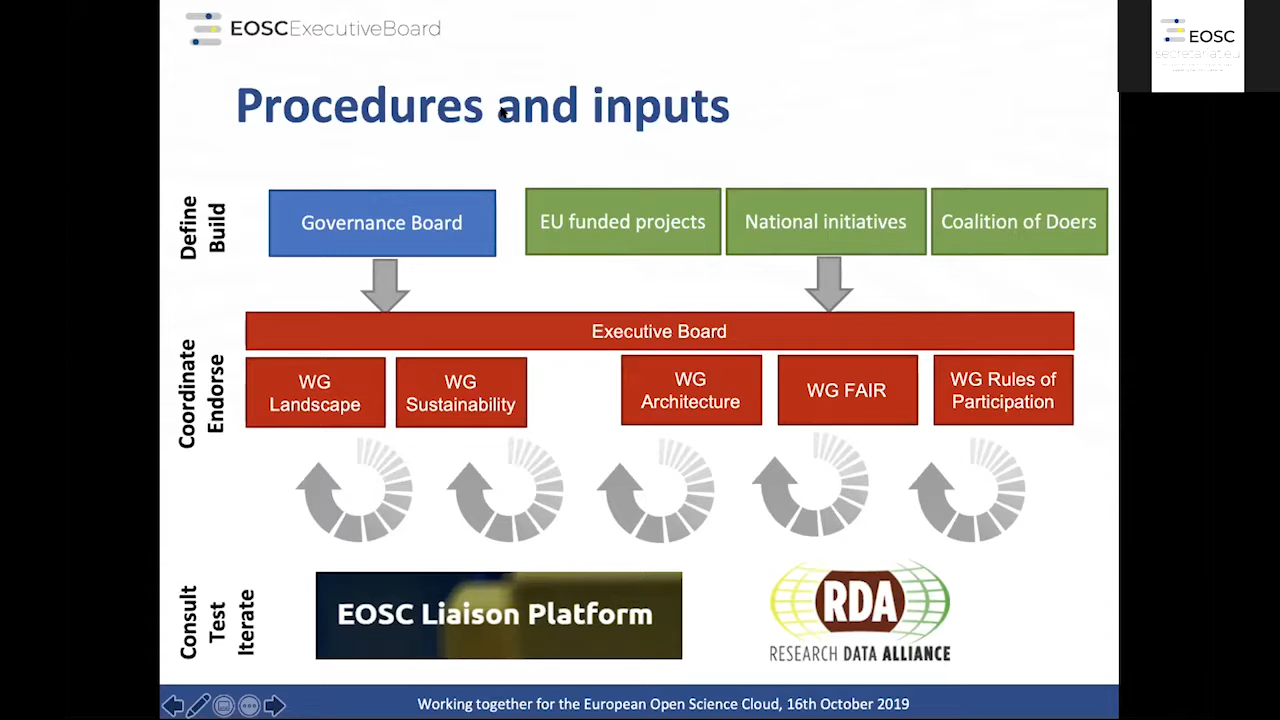 EOSCExecutiveBoard
EOSC
Procedures and inputs
Define
Build
Governance Board
EU funded projects
National initiatives
Coalition of Doers
Coordinate
Endorse
Executive Board
WG
Landscape
WG
Sustainability
WG
Architecture
WG FAIR
WG Rules of
Participation
Consult
Test
Iterate
EOSC Liaison Platform
RDA
RESEARCH DATA ALLIANCE
Working together for the European Open Science Cloud, 16th October 2019